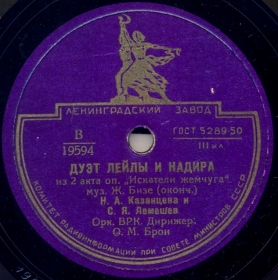 ЛЕНИНГРАДСКИЙ ЗАВОД
В
19594
ГОСТ 5289-50
III кл.
ДУЭТ ЛЕЙЛЫ И НАДИРА
из 2 акта оп. „Искатели жемчуга"
муз. Ж. Бизе (оконч.)
Н. А. Казанцева и
С. Я. Лемешев
Орк. ВРК. Дирижер:
О. М. Брон
КОМИТЕТ РАДИОИНФОРМАЦИИ ПРИ СОВЕТЕ МИНИСТРОВ СССР